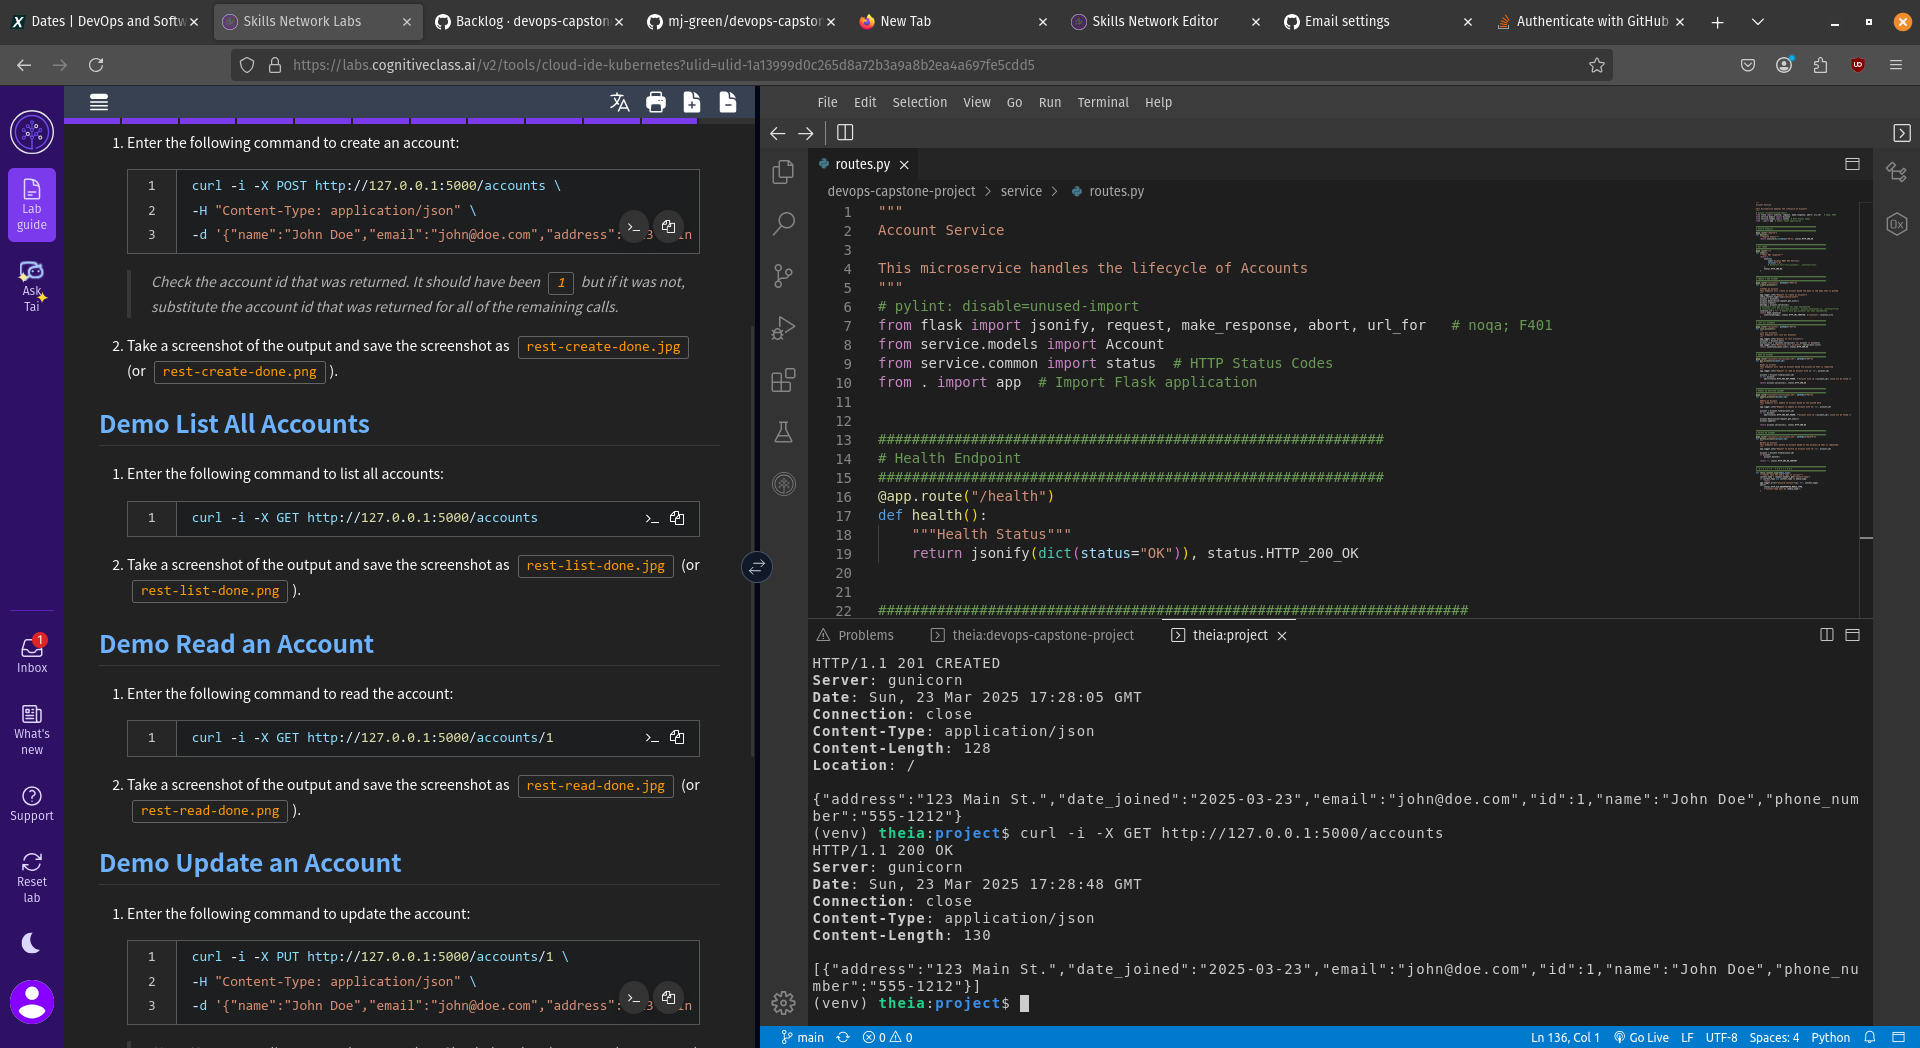 Dates | DevOps and Softw
Skills Network Labs
Backlog · devops-capston
mj-green/devops-capstor
New Tab
Skills Network Editor
Email settings
Authenticate with GitHub
https://labs.cognitiveclass.ai/v2/tools/cloud-ide-kubernetes?ulid=ulid-1a13999d0c265d8a72b3a9a8b2ea4a697fe5cdd5
Lab
guide
Ask
Tai
1
Inbox
What's
new
Support
Reset
lab
1. Enter the following command to create an account:
1 curl -i -X POST http://127.0.0.1:5000/accounts \
2 -H "Content-Type: application/json" \
3 -d '{"name":"John Doe","email":"john@doe.com","address":
Check the account id that was returned. It should have been 1 but if it was not,
substitute the account id that was returned for all of the remaining calls.
2. Take a screenshot of the output and save the screenshot as rest-create-done.jpg
(or rest-create-done.png ).
Demo List All Accounts
1. Enter the following command to list all accounts:
1 curl -i -X GET http://127.0.0.1:5000/accounts
2. Take a screenshot of the output and save the screenshot as rest-list-done.jpg (or
rest-list-done.png ).
Demo Read an Account
1. Enter the following command to read the account:
1 curl -i -X GET http://127.0.0.1:5000/accounts/1
2. Take a screenshot of the output and save the screenshot as rest-read-done.jpg (or
rest-read-done.png ).
Demo Update an Account
1. Enter the following command to update the account:
1 curl -i -X PUT http://127.0.0.1:5000/accounts/1 \
2 -H "Content-Type: application/json" \
3 -d '{"name":"John Doe","email":"john@doe.com","address":
File Edit Selection View Go Run Terminal Help
routes.py
devops-capstone-project > service > routes.py
1 """
2 Account Service
3
4 This microservice handles the lifecycle of Accounts
5 """
6 # pylint: disable=unused-import
7 from flask import jsonify, request, make_response, abort, url_for   # noqa; F401
8 from service.models import Account
9 from service.common import status  # HTTP Status Codes
10 from . import app  # Import Flask application
11
12
13 ############################################################
14 # Health Endpoint
15 ############################################################
16 @app.route("/health")
17 def health():
18     """Health Status"""
19     return jsonify(dict(status="OK")), status.HTTP_200_OK
20
21
22 ######################################################################
Problems
theia:devops-capstone-project
theia:project
HTTP/1.1 201 CREATED
Server: gunicorn
Date: Sun, 23 Mar 2025 17:28:05 GMT
Connection: close
Content-Type: application/json
Content-Length: 128
Location: /
{"address":"123 Main St.","date_joined":"2025-03-23","email":"john@doe.com","id":1,"name":"John Doe","phone_num
ber":"555-1212"}
(venv) theia:project$ curl -i -X GET http://127.0.0.1:5000/accounts
HTTP/1.1 200 OK
Server: gunicorn
Date: Sun, 23 Mar 2025 17:28:48 GMT
Connection: close
Content-Type: application/json
Content-Length: 130
[{"address":"123 Main St.","date_joined":"2025-03-23","email":"john@doe.com","id":1,"name":"John Doe","phone_nu
mber":"555-1212"}]
(venv) theia:project$
main 0 0 Ln 136, Col 1 Go Live LF UTF-8 Spaces: 4 Python